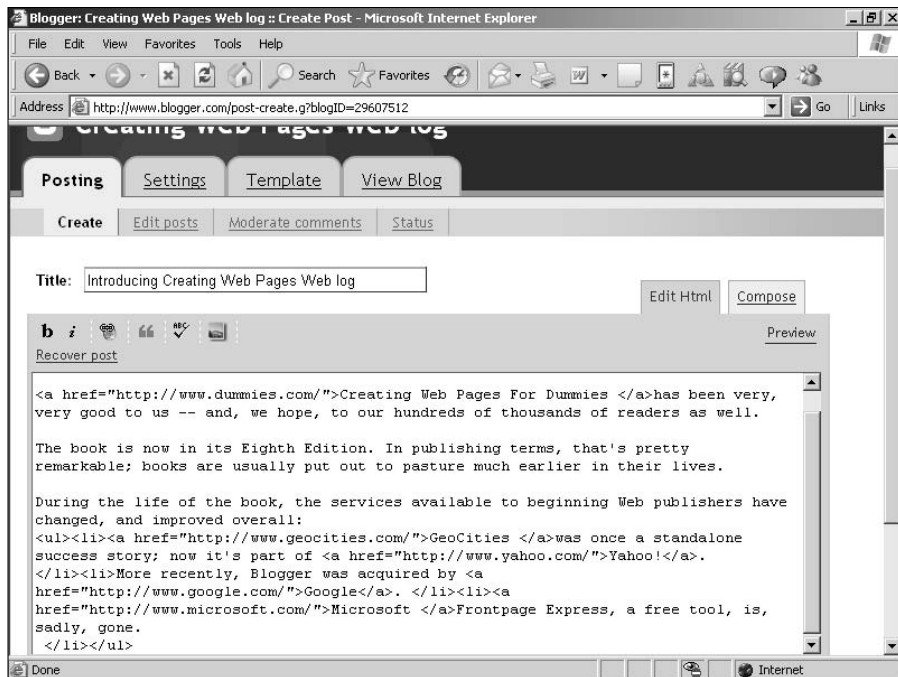 Blogger: Creating Web Pages Web log :: Create Post - Microsoft Internet Explorer
File Edit View Favorites Tools Help
Back Search Favorites
Address http://www.blogger.com/post-create.g?blogID=29607512 Go Links
Creating Web Pages Web log
Posting Settings Template View Blog
Create Edit posts Moderate comments Status
Title: Introducing Creating Web Pages Web log
Edit Html Compose
b i ABC Preview
Recover post
<a href="http://www.dummies.com/">Creating Web Pages For Dummies </a>has been very,
very good to us -- and, we hope, to our hundreds of thousands of readers as well.
The book is now in its Eighth Edition. In publishing terms, that's pretty
remarkable; books are usually put out to pasture much earlier in their lives.
During the life of the book, the services available to beginning Web publishers have
changed, and improved overall:
<ul><li><a href="http://www.geocities.com/">GeoCities </a>was once a standalone
success story; now it's part of <a href="http://www.yahoo.com/">Yahoo!</a>.
</li><li>More recently, Blogger was acquired by <a
href="http://www.google.com/">Google</a>. </li><li><a
href="http://www.microsoft.com/">Microsoft </a>Frontpage Express, a free tool, is,
sadly, gone.
</li></ul>
Done Internet